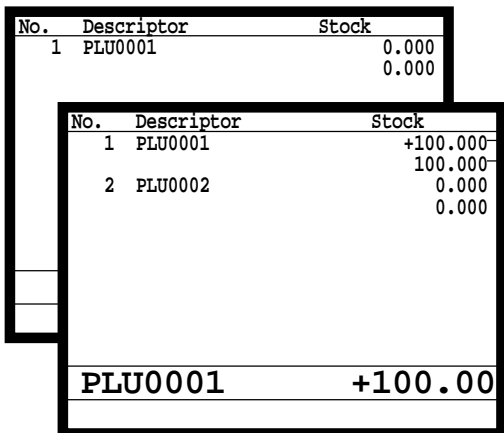 No. Descriptor Stock
1 PLU0001 0.000
0.000
No. Descriptor Stock
1 PLU0001 +100.000
100.000
2 PLU0002 0.000
0.000
PLU0001 +100.00